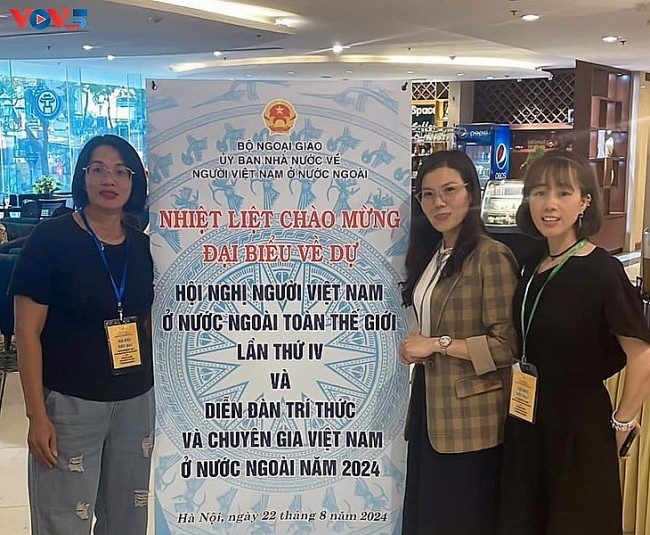 VOV5
BỘ NGOẠI GIAO
ỦY BAN NHÀ NƯỚC VỀ
NGƯỜI VIỆT NAM Ở NƯỚC NGOÀI
NHIỆT LIỆT CHÀO MỪNG
ĐẠI BIỂU VỀ DỰ
HỘI NGHỊ NGƯỜI VIỆT NAM
Ở NƯỚC NGOÀI TOÀN THẾ GIỚI
LẦN THỨ IV
VÀ
DIỄN ĐÀN TRÍ THỨC
VÀ CHUYÊN GIA VIỆT NAM
Ở NƯỚC NGOÀI NĂM 2024
Hà Nội, ngày 22 tháng 8 năm 2024
Space
pepsi
pepsi